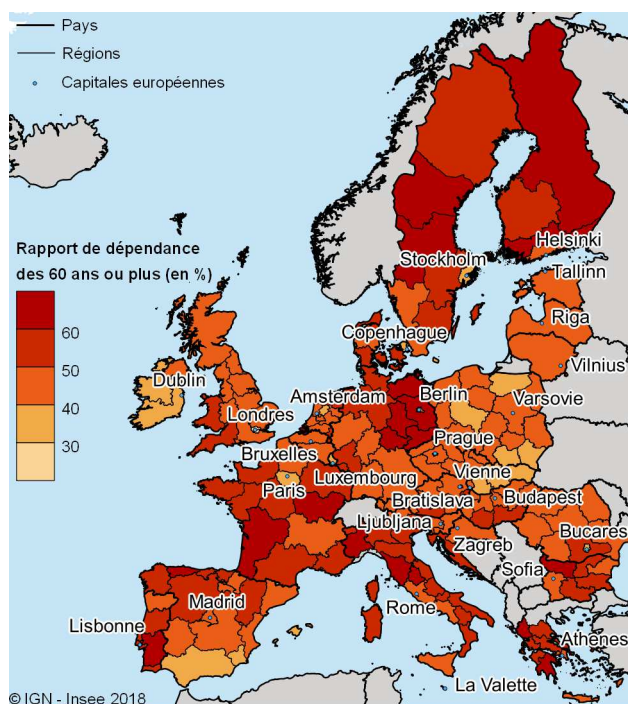 Pays
Régions
Capitales européennes
Rapport de dépendance
des 60 ans ou plus (en %)
60
50
40
30
Stockholm
Helsinki
Tallinn
Riga
Copenhague
Vilnius
Dublin
Amsterdam
Berlin
Varsovie
Londres
Prague
Bruxelles
Luxembourg
Vienne
Paris
Bratislava
Budapest
Ljubljana
Bucares
Zagreb
Sofia
Madrid
Rome
Lisbonne
Athènes
La Valette
© IGN - Insee 2018